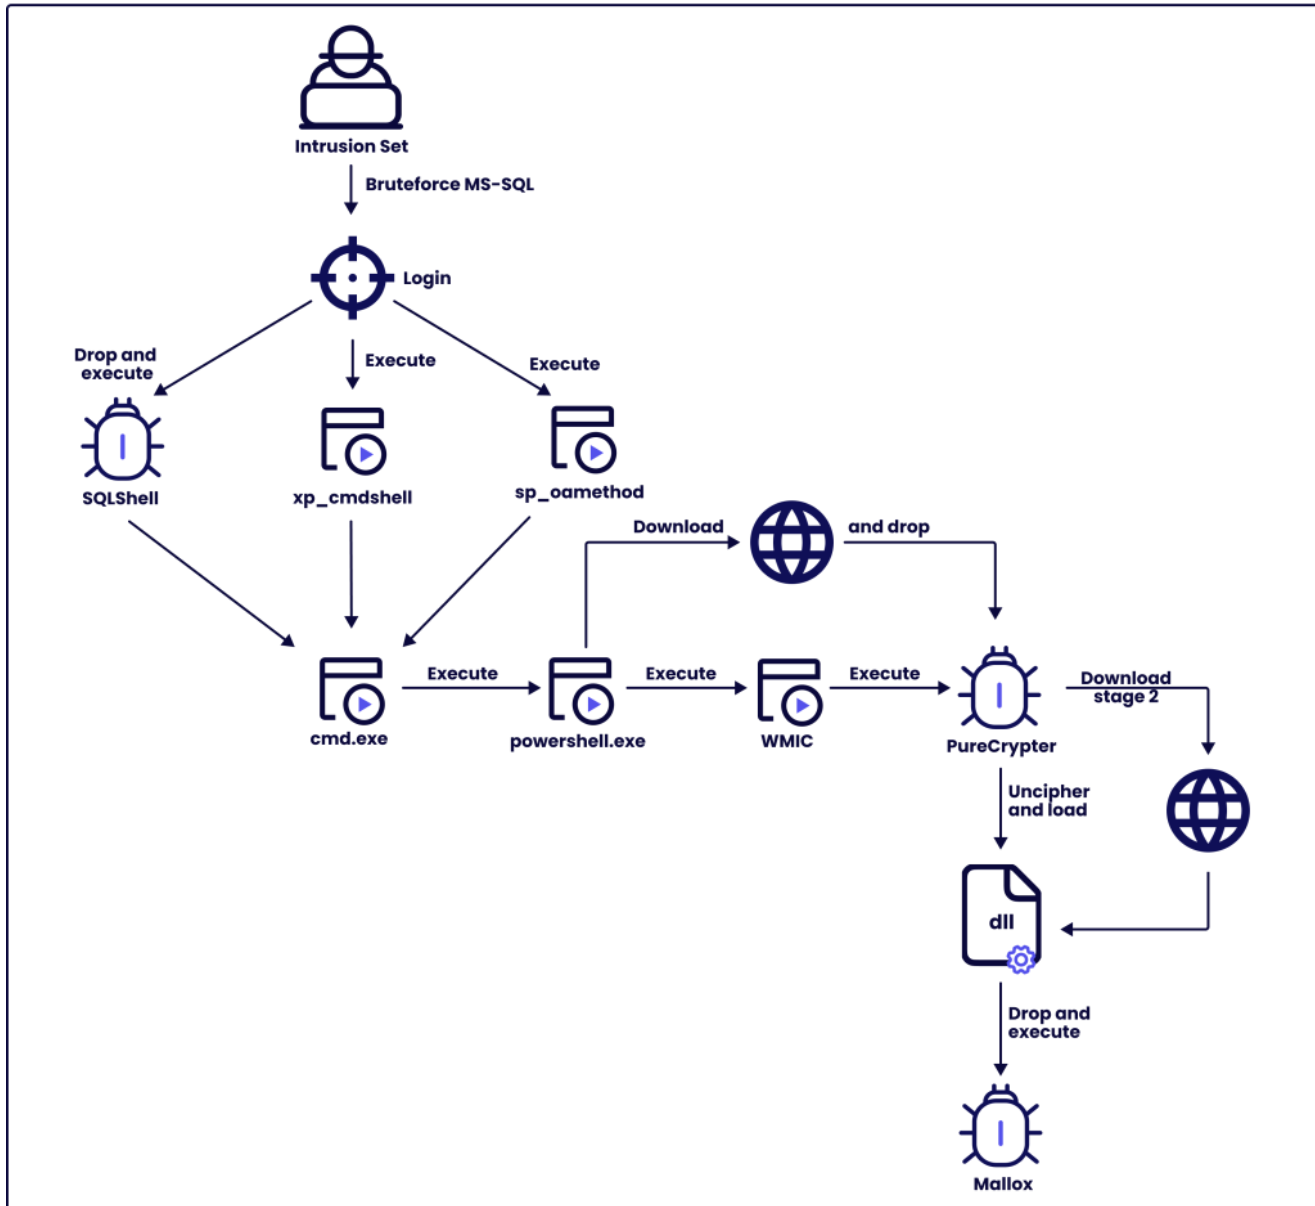 Intrusion Set
Bruteforce MS-SQL
Login
Drop and
execute
Execute
Execute
SQLShell
xp_cmdshell
sp_oamethod
Download
and drop
Execute
Execute
Execute
Download
stage 2
cmd.exe
powershell.exe
WMIC
PureCrypter
Uncipher
and load
dll
Drop and
execute
Mallox